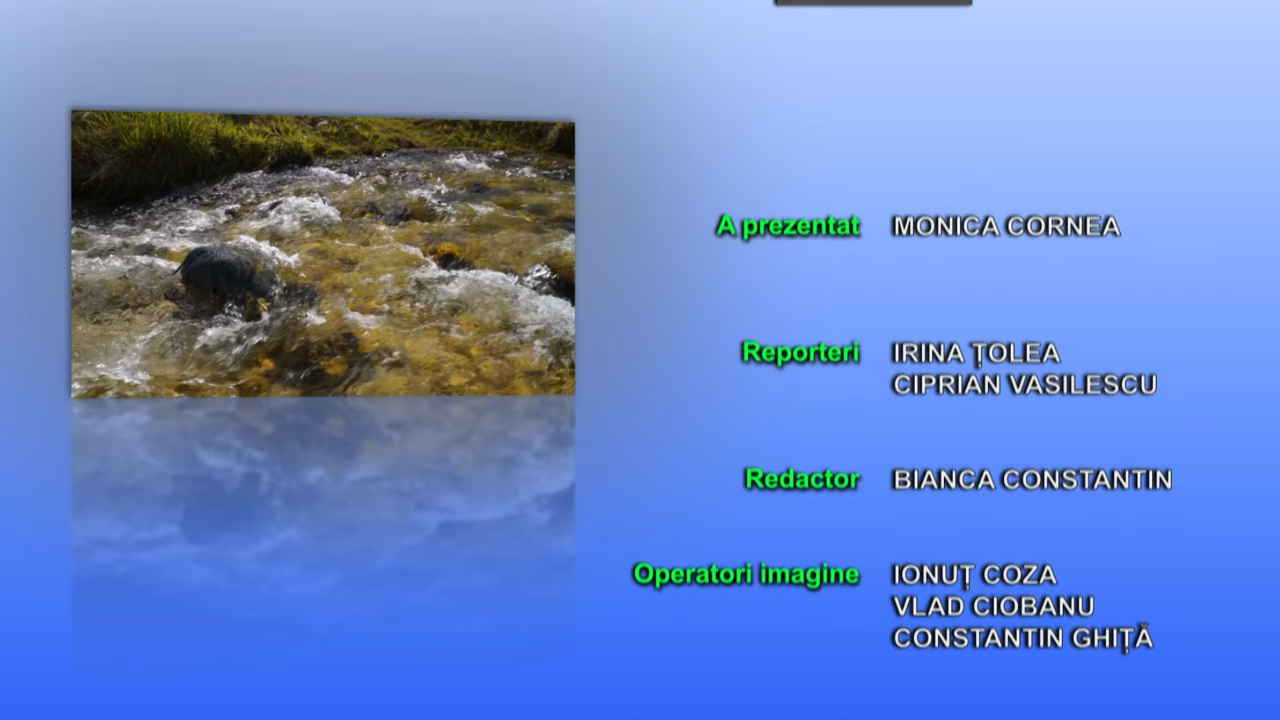 A prezentat MONICA CORNEA
Reporteri IRINA ȚOLEA
CIPRIAN VASILESCU
Redactor BIANCA CONSTANTIN
Operatori imagine IONUȚ COZA
VLAD CIOBANU
CONSTANTIN GHIȚĂ